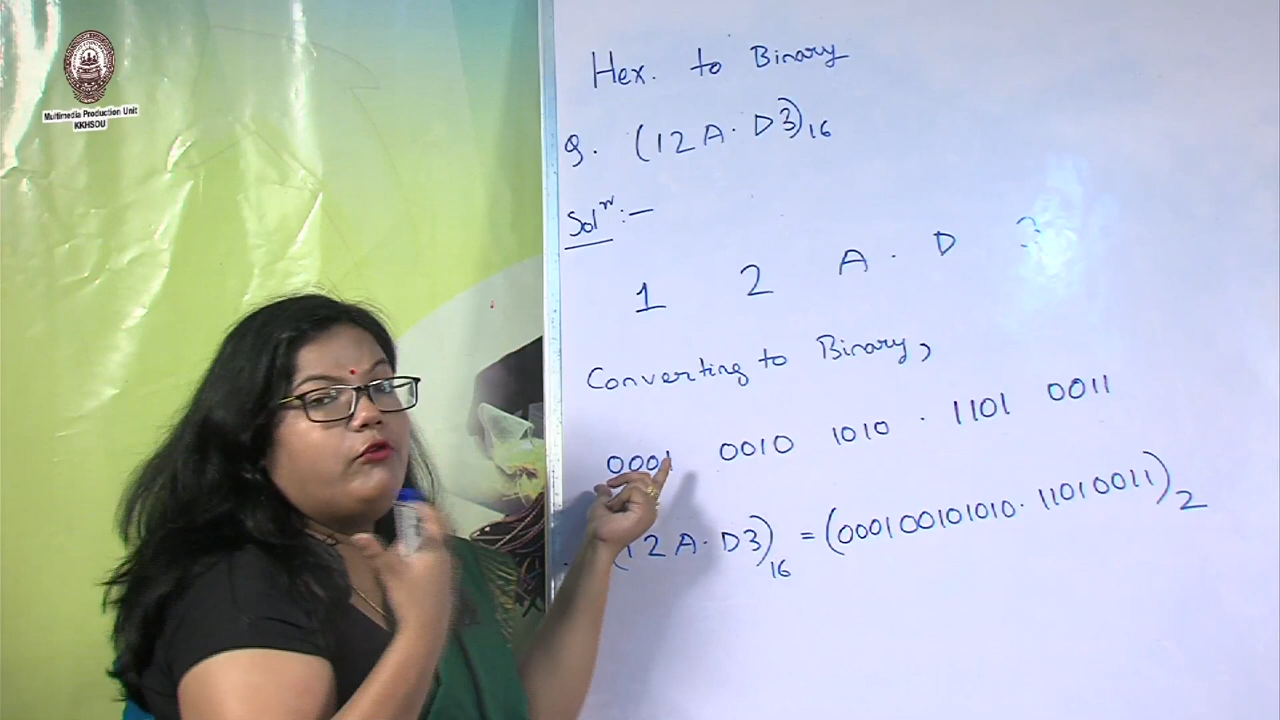 Multimedia Production Unit
KKHSOU
Hex. to Binary
Q. (12A.D3)₁₆
Solⁿ:-
1 2 A . D 3
Converting to Binary,
0001 0010 1010 . 1101 0011
(12A.D3)₁₆ = (000100101010.11010011)₂